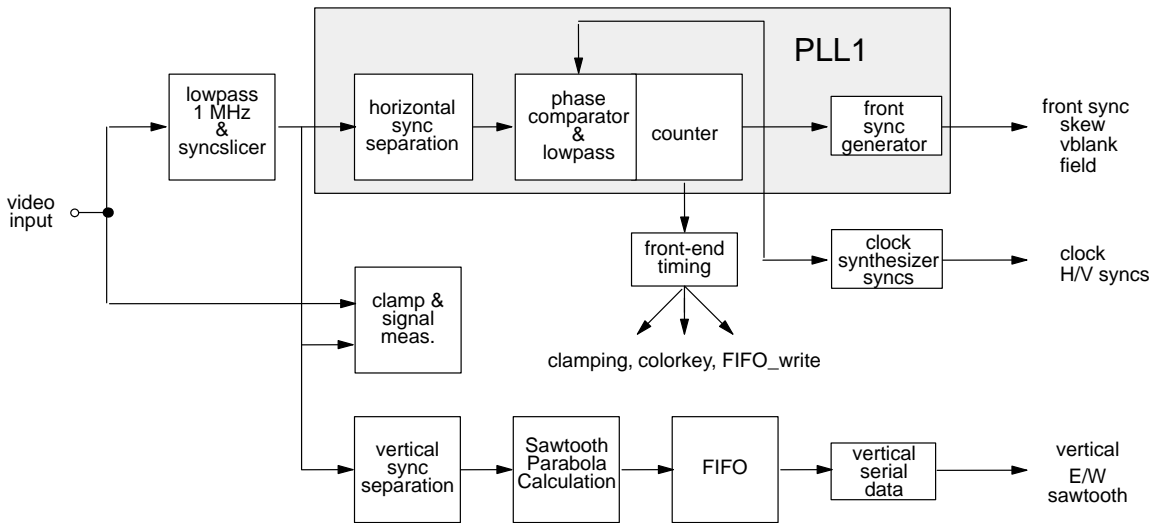 PLL1
lowpass
1 MHz
&
syncslicer
horizontal
sync
separation
phase
comparator
&
lowpass
counter
front
sync
generator
front sync
skew
vblank
field
video
input
front-end
timing
clock
synthesizer
syncs
clock
H/V syncs
clamp &
signal
meas.
clamping, colorkey, FIFO_write
vertical
sync
separation
Sawtooth
Parabola
Calculation
FIFO
vertical
serial
data
vertical
E/W
sawtooth